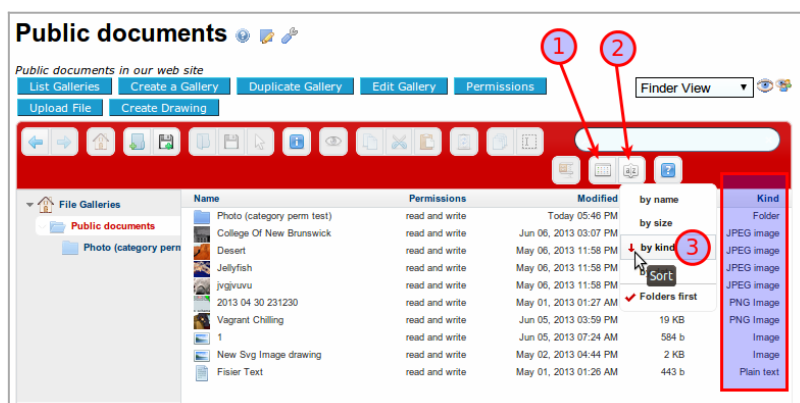 Public documents
1
2
Public documents in our web site
List Galleries Create a Gallery Duplicate Gallery Edit Gallery Permissions
Finder View
Upload File Create Drawing
File Galleries
Public documents
Photo (category perm
Name Permissions Modified Kind
Photo (category perm test) read and write Today 05:46 PM Folder
College Of New Brunswick read and write Jun 06, 2013 03:07 PM JPEG image
Desert read and write May 06, 2013 11:58 PM JPEG image
Jellyfish read and write May 06, 2013 11:58 PM JPEG image
jvgjvuvu read and write May 06, 2013 11:58 PM JPEG image
2013 04 30 231230 read and write May 01, 2013 01:27 AM PNG Image
Vagrant Chilling read and write Jun 05, 2013 03:59 PM 19 KB PNG Image
1 read and write Jun 05, 2013 07:24 AM 584 b Image
New Svg Image drawing read and write May 02, 2013 04:44 PM 2 KB Image
Fisier Text read and write May 01, 2013 01:26 AM 443 b Plain text
by name
by size
by kind
3
Sort
Folders first